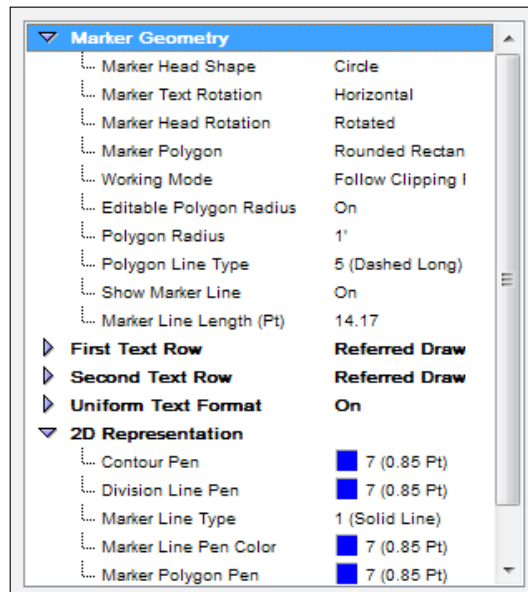 Marker Geometry
Marker Head Shape Circle
Marker Text Rotation Horizontal
Marker Head Rotation Rotated
Marker Polygon Rounded Rectan
Working Mode Follow Clipping
Editable Polygon Radius On
Polygon Radius 1'
Polygon Line Type 5 (Dashed Long)
Show Marker Line On
Marker Line Length (Pt) 14.17
First Text Row Referred Draw
Second Text Row Referred Draw
Uniform Text Format On
2D Representation
Contour Pen 7 (0.85 Pt)
Division Line Pen 7 (0.85 Pt)
Marker Line Type 1 (Solid Line)
Marker Line Pen Color 7 (0.85 Pt)
Marker Polygon Pen 7 (0.85 Pt)